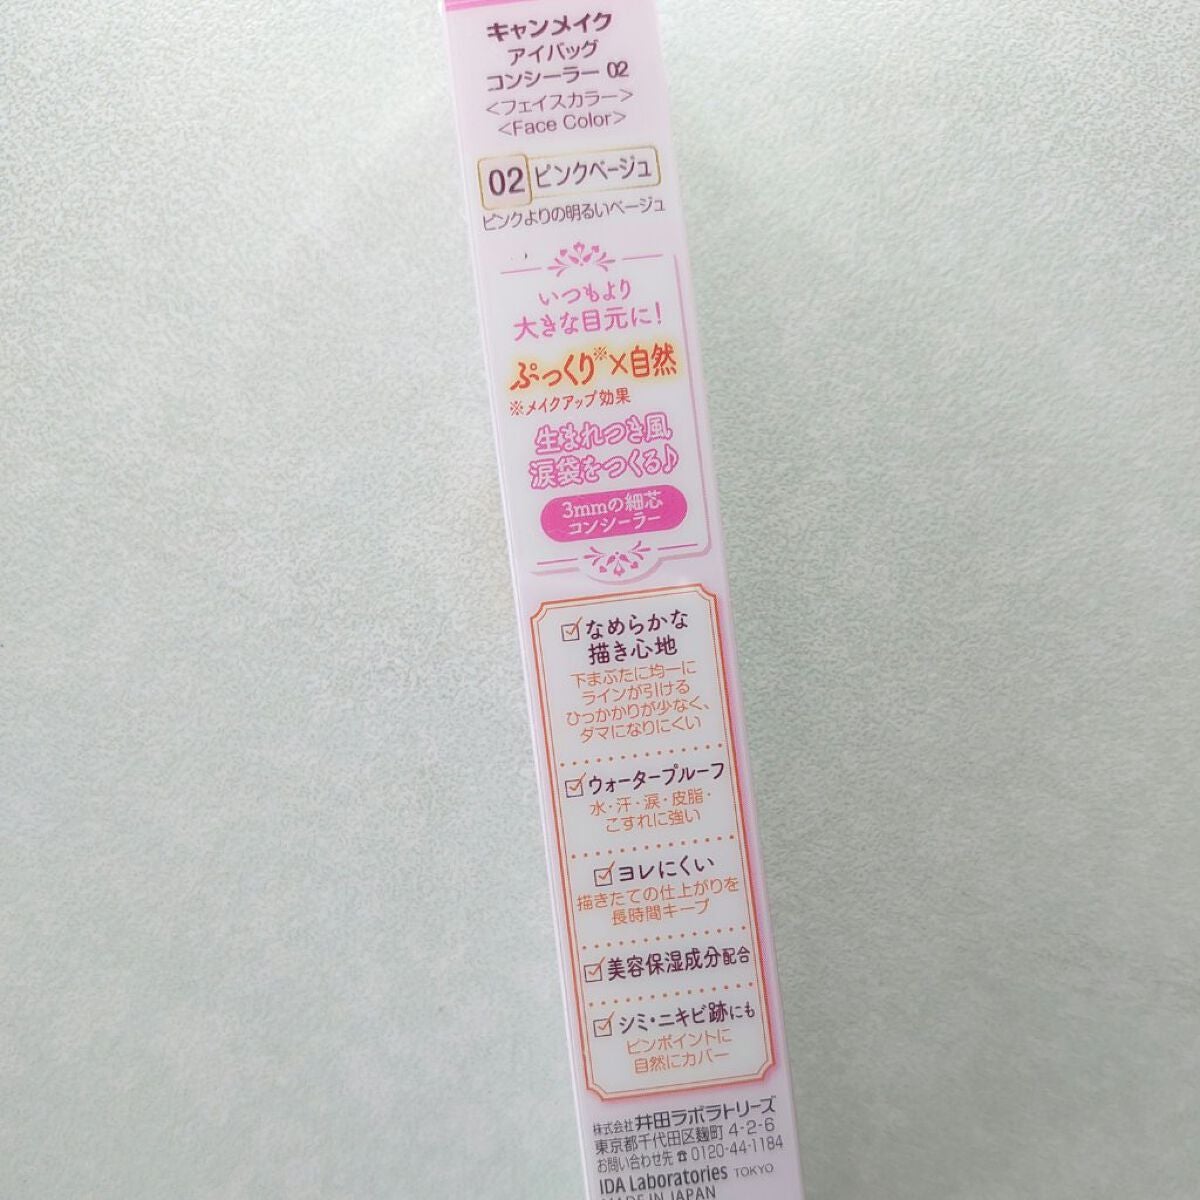 キャンメイク
アイバッグ
コンシーラー 02
＜フェイスカラー＞
＜Face Color＞
02 ピンクベージュ
ピンクよりの明るいベージュ
いつもより
大きな目元に!
ぷっくり※×自然
※メイクアップ効果
生まれつき風
涙袋をつくる♪
3mmの細芯
コンシーラー
なめらかな
描き心地
下まぶたに均一に
ラインが引ける
ひっかかりが少なく、
ダマになりにくい
ウォータープルーフ
水・汗・涙・皮脂・
こすれに強い
ヨレにくい
描きたての仕上がりを
長時間キープ
美容保湿成分配合
シミ・ニキビ跡にも
ピンポイントに
自然にカバー
株式会社 井田ラボラトリーズ
東京都千代田区麹町 4-2-6
お問い合わせ先 ☎ 0120-44-1184
IDA Laboratories TOKYO
MADE IN JAPAN